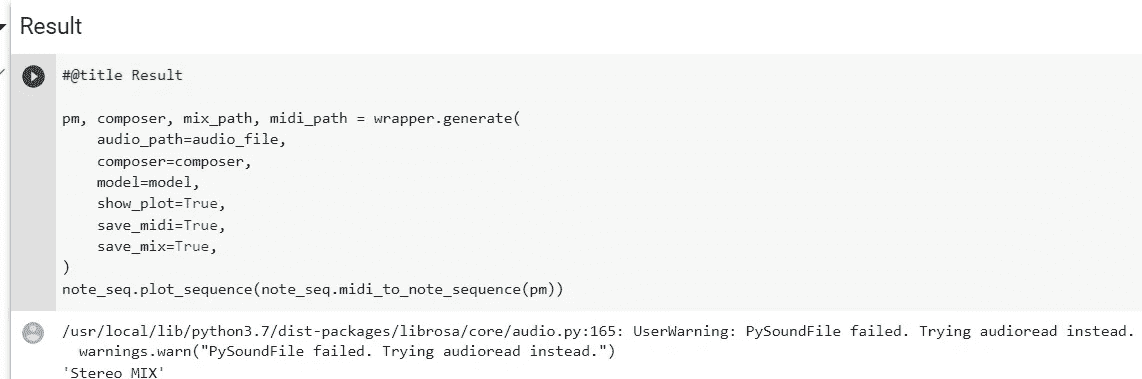 Result
#@title Result
pm, composer, mix_path, midi_path = wrapper.generate(
    audio_path=audio_file,
    composer=composer,
    model=model,
    show_plot=True,
    save_midi=True,
    save_mix=True,
)
note_seq.plot_sequence(note_seq.midi_to_note_sequence(pm))
/usr/local/lib/python3.7/dist-packages/librosa/core/audio.py:165: UserWarning: PySoundFile failed. Trying audioread instead.
  warnings.warn("PySoundFile failed. Trying audioread instead.")
'Stereo MIX'